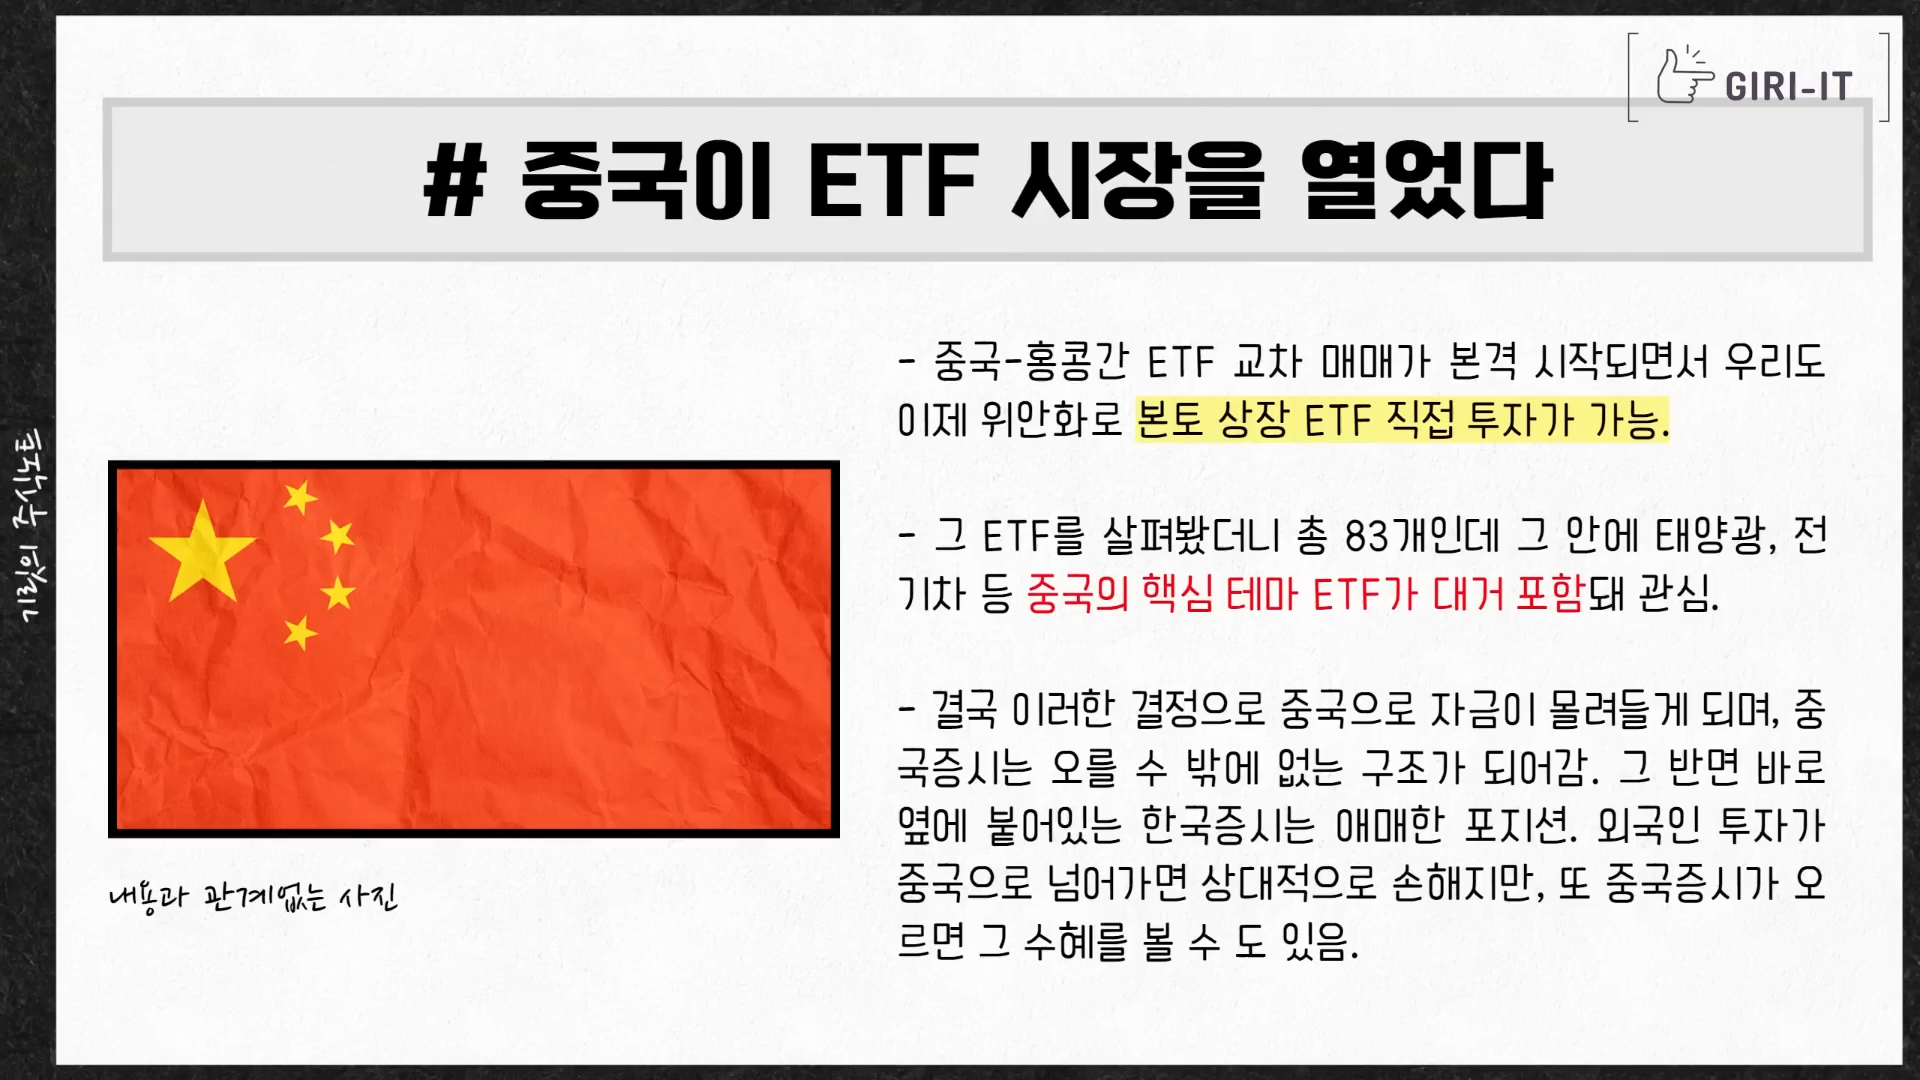 GIRI-IT
# 중국이 ETF 시장을 열었다
- 중국-홍콩간 ETF 교차 매매가 본격 시작되면서 우리도
이제 위안화로 본토 상장 ETF 직접 투자가 가능.
- 그 ETF를 살펴봤더니 총 83개인데 그 안에 태양광, 전
기차 등 중국의 핵심 테마 ETF가 대거 포함돼 관심.
- 결국 이러한 결정으로 중국으로 자금이 몰려들게 되며, 중
국증시는 오를 수 밖에 없는 구조가 되어감. 그 반면 바로
옆에 붙어있는 한국증시는 애매한 포지션. 외국인 투자가
중국으로 넘어가면 상대적으로 손해지만, 또 중국증시가 오
르면 그 수혜를 볼 수 도 있음.
내용과 관계없는 사진
기릿의 주식노트